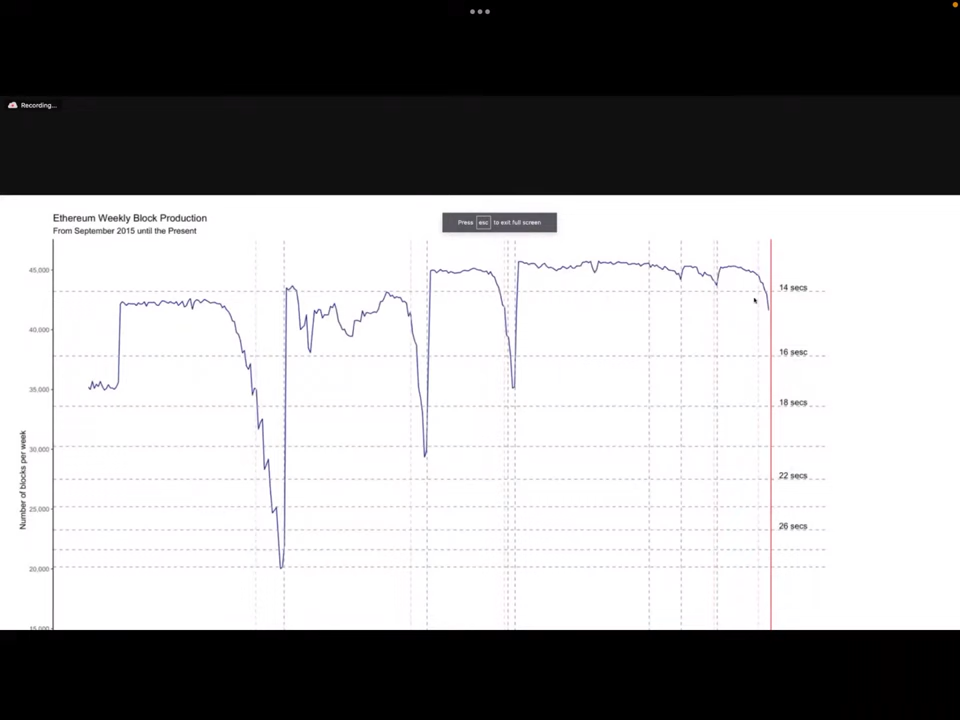 Recording...
Ethereum Weekly Block Production
From September 2015 until the Present
Press esc to exit full screen
45,000
40,000
35,000
30,000
25,000
20,000
15,000
Number of blocks per week
14 secs
16 sesc
18 secs
22 secs
26 secs